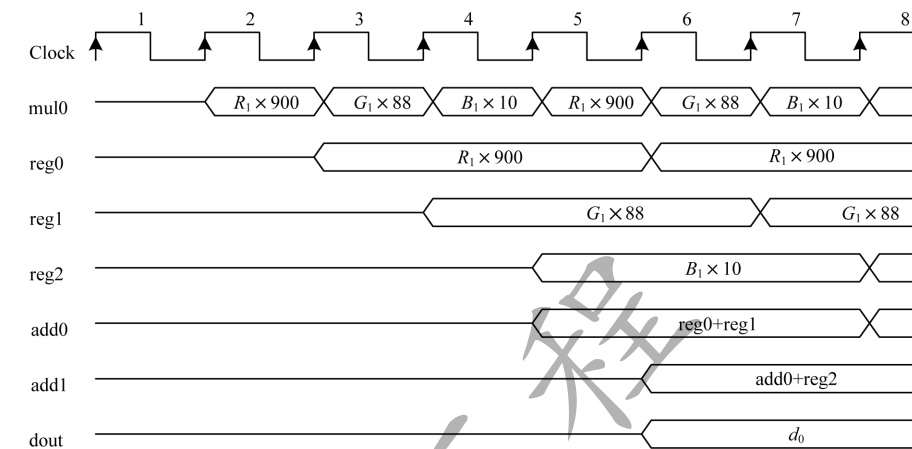 1 2 3 4 5 6 7 8
Clock
mul0 R₁×900 G₁×88 B₁×10 R₁×900 G₁×88 B₁×10
reg0 R₁×900 R₁×900
reg1 G₁×88 G₁×88
reg2 B₁×10
add0 reg0+reg1
add1 add0+reg2
dout d₀
程